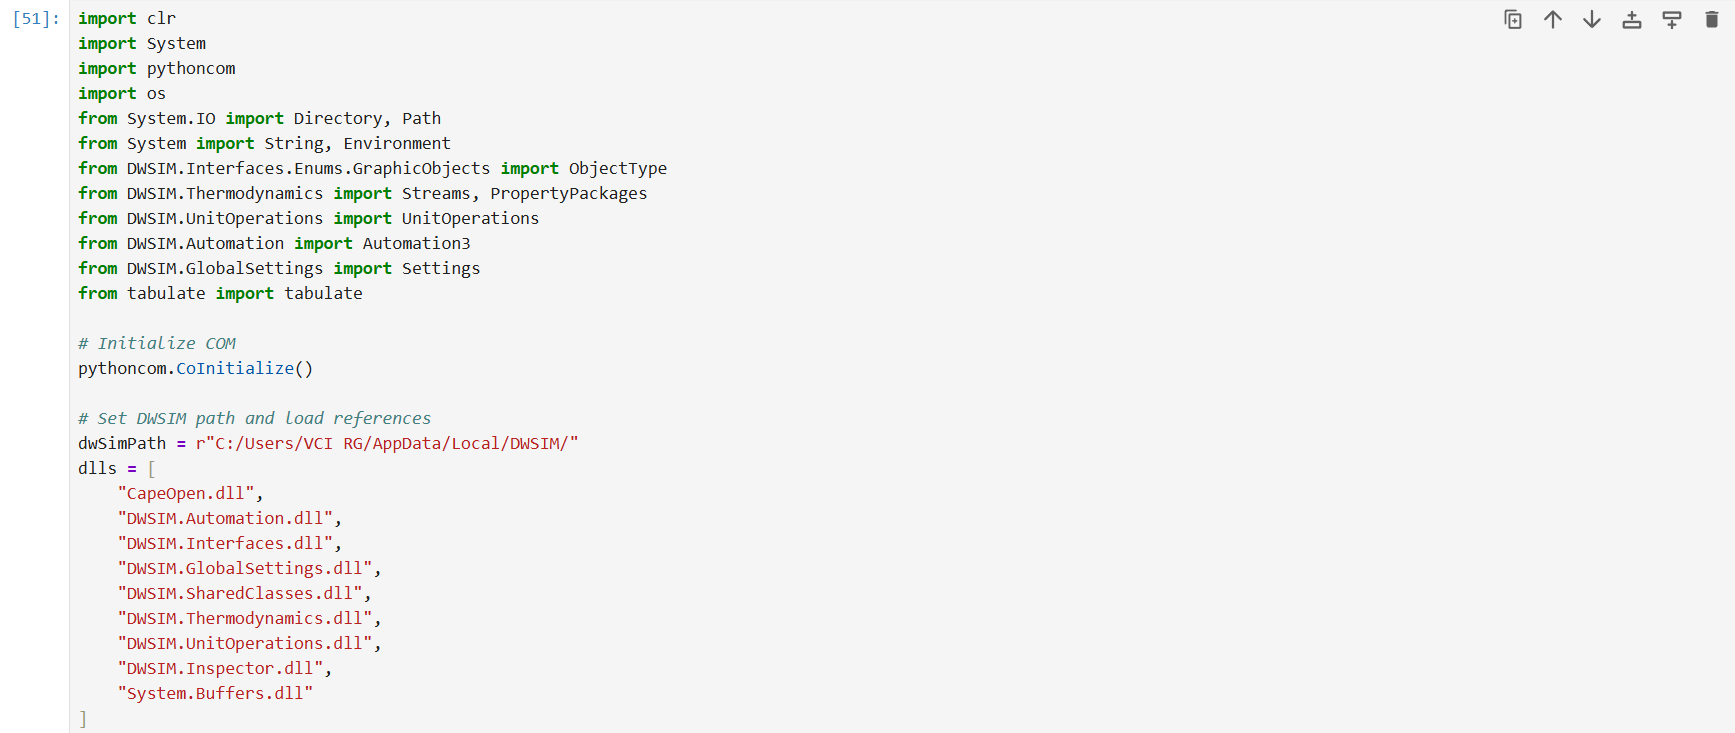 [51]:
import clr
import System
import pythoncom
import os
from System.IO import Directory, Path
from System import String, Environment
from DWSIM.Interfaces.Enums.GraphicObjects import ObjectType
from DWSIM.Thermodynamics import Streams, PropertyPackages
from DWSIM.UnitOperations import UnitOperations
from DWSIM.Automation import Automation3
from DWSIM.GlobalSettings import Settings
from tabulate import tabulate

# Initialize COM
pythoncom.CoInitialize()

# Set DWSIM path and load references
dwSimPath = r"C:/Users/VCI RG/AppData/Local/DWSIM/"
dlls = [
    "CapeOpen.dll",
    "DWSIM.Automation.dll",
    "DWSIM.Interfaces.dll",
    "DWSIM.GlobalSettings.dll",
    "DWSIM.SharedClasses.dll",
    "DWSIM.Thermodynamics.dll",
    "DWSIM.UnitOperations.dll",
    "DWSIM.Inspector.dll",
    "System.Buffers.dll"
]